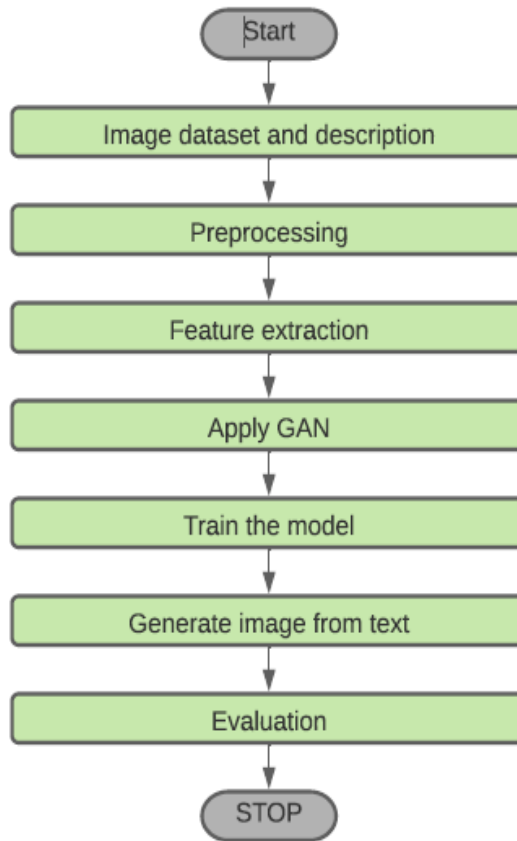 Start
Image dataset and description
Preprocessing
Feature extraction
Apply GAN
Train the model
Generate image from text
Evaluation
STOP